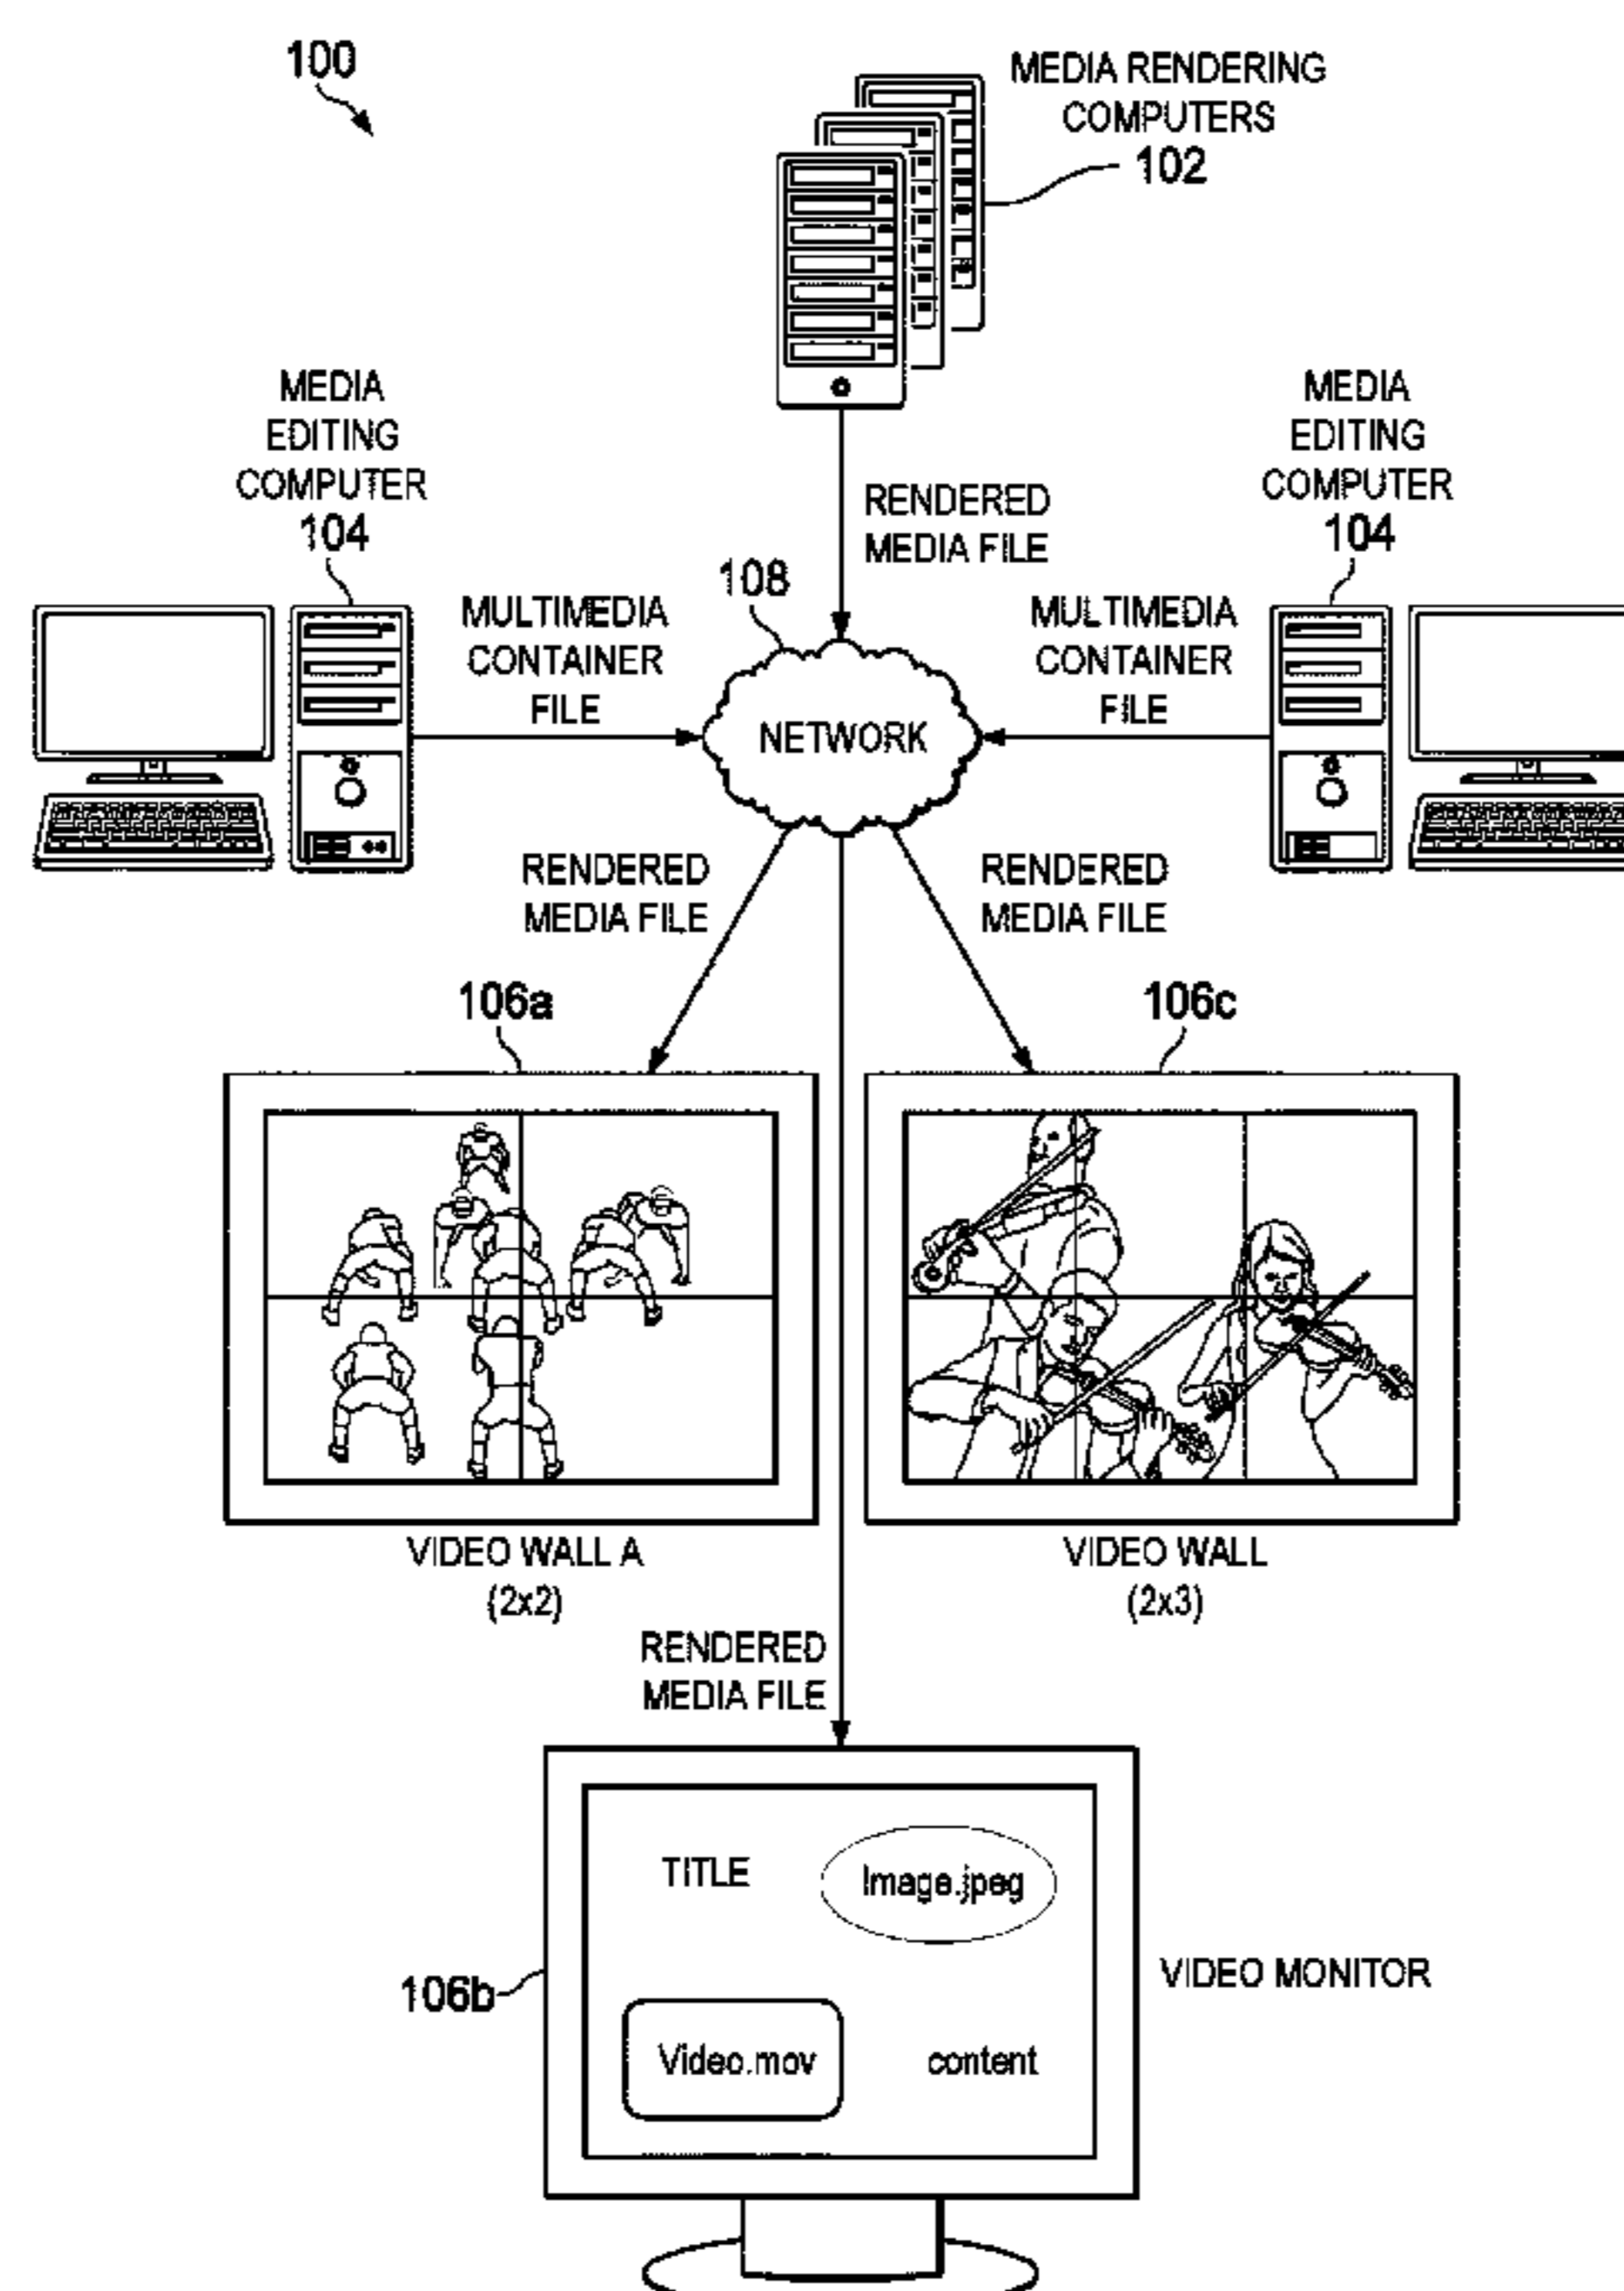 100
MEDIA RENDERING
COMPUTERS
102
MEDIA
EDITING
COMPUTER
104
MEDIA
EDITING
COMPUTER
104
RENDERED
MEDIA FILE
108
MULTIMEDIA
CONTAINER
FILE
MULTIMEDIA
CONTAINER
FILE
NETWORK
RENDERED
MEDIA FILE
RENDERED
MEDIA FILE
106a
106c
VIDEO WALL A
(2x2)
VIDEO WALL
(2x3)
RENDERED
MEDIA FILE
TITLE
Image.jpeg
106b
VIDEO MONITOR
Video.mov
content